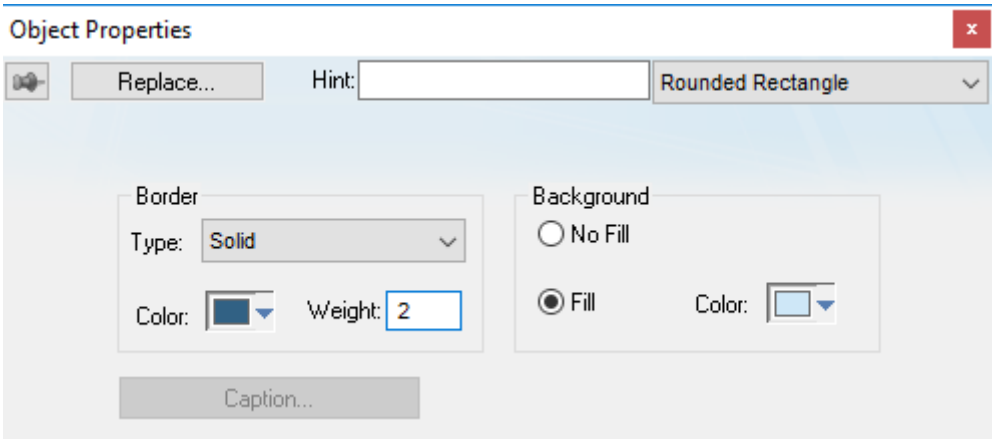 Object Properties
x
Replace... Hint: Rounded Rectangle
Border Background
Type: Solid No Fill
Color: Weight: 2 Fill Color:
Caption...